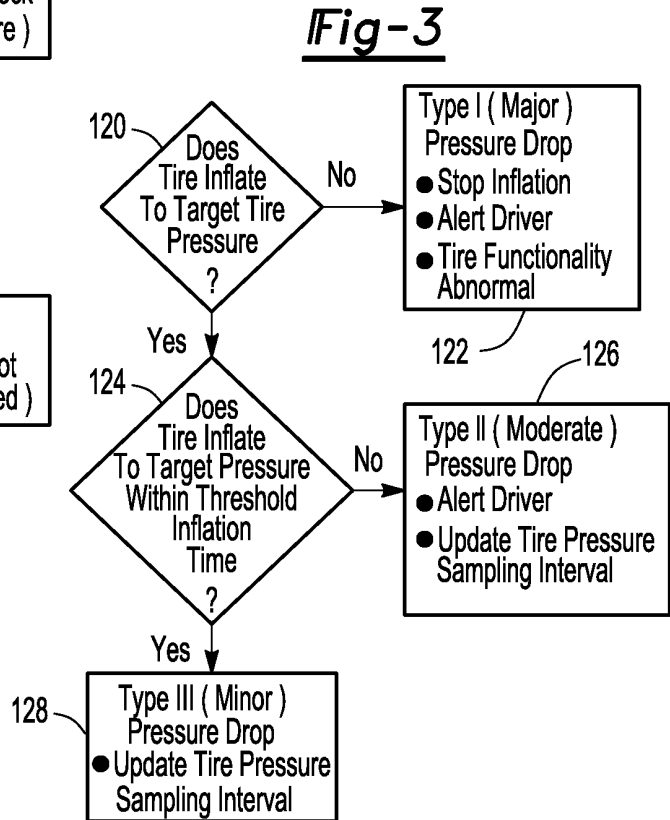 re )
Fig-3
120
Does
Tire Inflate
To Target Tire
Pressure
?
No
Type I ( Major )
Pressure Drop
● Stop Inflation
● Alert Driver
● Tire Functionality
Abnormal
122
Yes
ed )
124
Does
Tire Inflate
To Target Pressure
Within Threshold
Inflation
Time
?
No
126
Type II ( Moderate )
Pressure Drop
● Alert Driver
● Update Tire Pressure
Sampling Interval
Yes
128
Type III ( Minor )
Pressure Drop
● Update Tire Pressure
Sampling Interval